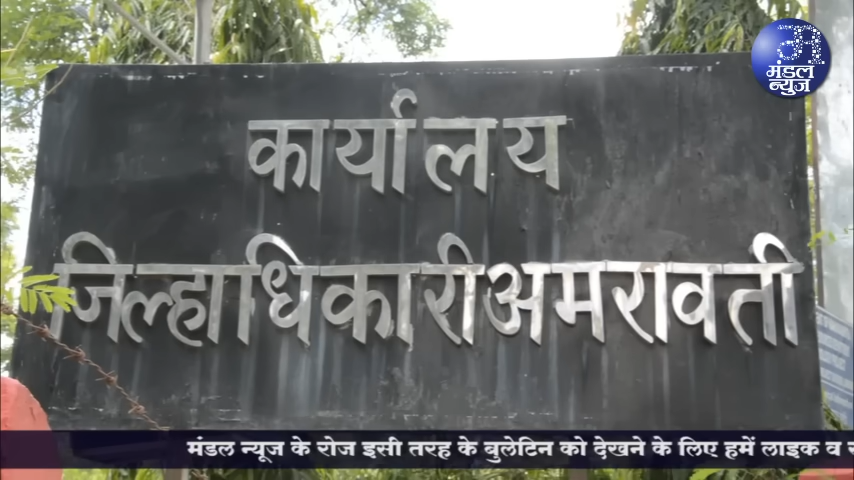 मंडल
न्युज
कार्यालय
जिल्हाधिकारी अमरावती
मंडल न्यूज के रोज इसी तरह के बुलेटिन को देखने के लिए हमें लाइक व